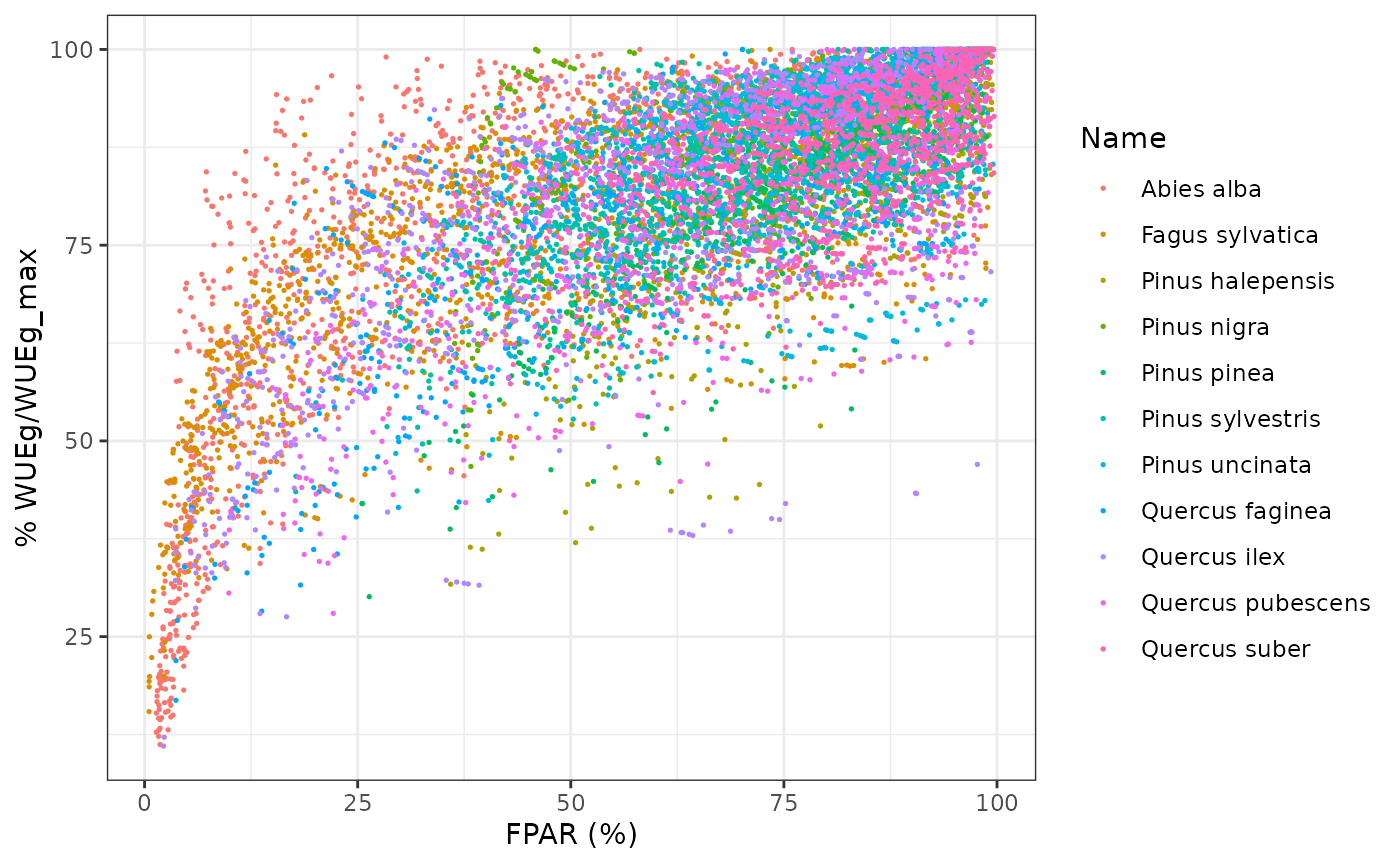 % WUEg/WUEg_max
100
75
50
25
0
25
50
75
100
FPAR (%)
Name
Abies alba
Fagus sylvatica
Pinus halepensis
Pinus nigra
Pinus pinea
Pinus sylvestris
Pinus uncinata
Quercus faginea
Quercus ilex
Quercus pubescens
Quercus suber